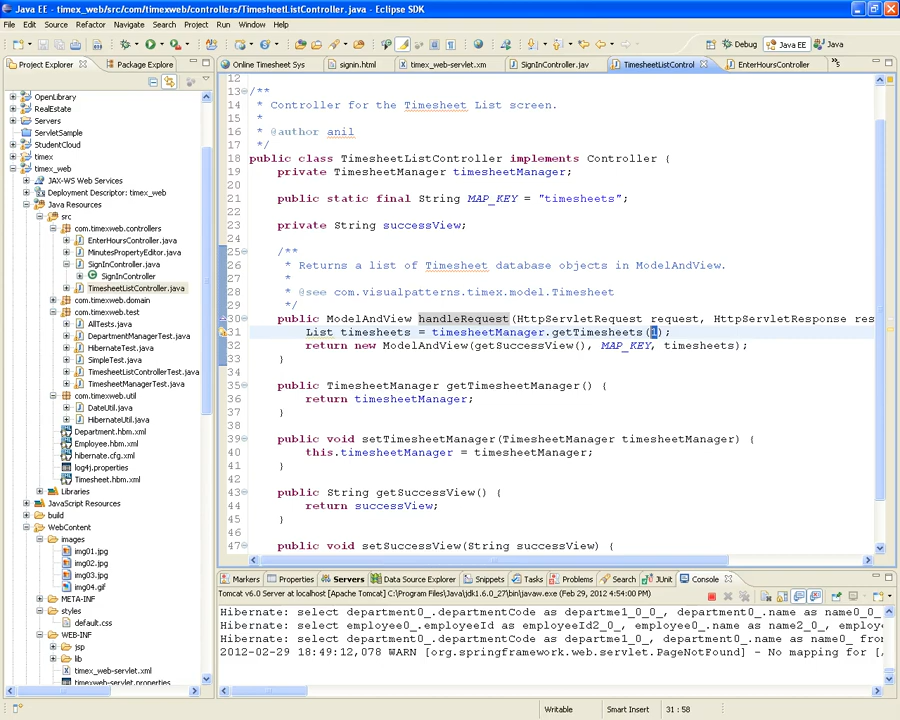 Java EE - timex_web/src/com/timexweb/controllers/TimesheetListController.java - Eclipse SDK
File Edit Source Refactor Navigate Search Project Run Window Help
Debug Java EE Java
Project Explorer Package Explorer
Online Timesheet Sys signin.html timex_web-servlet.xm SignInController.jav TimesheetListControl EnterHoursController
OpenLibrary
RealEstate
Servers
ServletSample
StudentCloud
timex
timex_web
JAX-WS Web Services
Deployment Descriptor: timex_web
Java Resources
src
com.timexweb.controllers
EnterHoursController.java
MinutesPropertyEditor.java
SignInController.java
SignInController
TimesheetListController.java
com.timexweb.domain
com.timexweb.test
AllTests.java
DepartmentManagerTest.java
HibernateTest.java
SimpleTest.java
TimesheetListControllerTest.java
TimesheetManagerTest.java
com.timexweb.util
DateUtil.java
HibernateUtil.java
Department.hbm.xml
Employee.hbm.xml
hibernate.cfg.xml
log4j.properties
Timesheet.hbm.xml
Libraries
JavaScript Resources
build
WebContent
images
img01.jpg
img02.jpg
img03.jpg
img04.gif
META-INF
styles
default.css
WEB-INF
jsp
lib
timex_web-servlet.xml
timexweb-servlet.properties
12
13 /**
14 * Controller for the Timesheet List screen.
15 *
16 * @author anil
17 */
18 public class TimesheetListController implements Controller {
19 private TimesheetManager timesheetManager;
20
21 public static final String MAP_KEY = "timesheets";
22
23 private String successView;
24
25 /**
26 * Returns a list of Timesheet database objects in ModelAndView.
27 *
28 * @see com.visualpatterns.timex.model.Timesheet
29 */
30 public ModelAndView handleRequest(HttpServletRequest request, HttpServletResponse res
31 List timesheets = timesheetManager.getTimesheets(1);
32 return new ModelAndView(getSuccessView(), MAP_KEY, timesheets);
33 }
34
35 public TimesheetManager getTimesheetManager() {
36 return timesheetManager;
37 }
38
39 public void setTimesheetManager(TimesheetManager timesheetManager) {
40 this.timesheetManager = timesheetManager;
41 }
42
43 public String getSuccessView() {
44 return successView;
45 }
46
47 public void setSuccessView(String successView) {
Markers Properties Servers Data Source Explorer Snippets Tasks Problems Search JUnit Console
Tomcat v6.0 Server at localhost [Apache Tomcat] C:\Program Files\Java\jdk1.6.0_27\bin\javaw.exe (Feb 29, 2012 4:54:00 PM)
Hibernate: select department0_.departmentCode as departme1_0_0_, department0_.name as name0_0_
Hibernate: select employee0_.employeeId as employeeId2_0_, employee0_.name as name2_0_, employe
Hibernate: select department0_.departmentCode as departme1_0_, department0_.name as name0_ from
2012-02-29 18:49:12,078 WARN [org.springframework.web.servlet.PageNotFound] - No mapping for [/
Writable Smart Insert 31 : 58